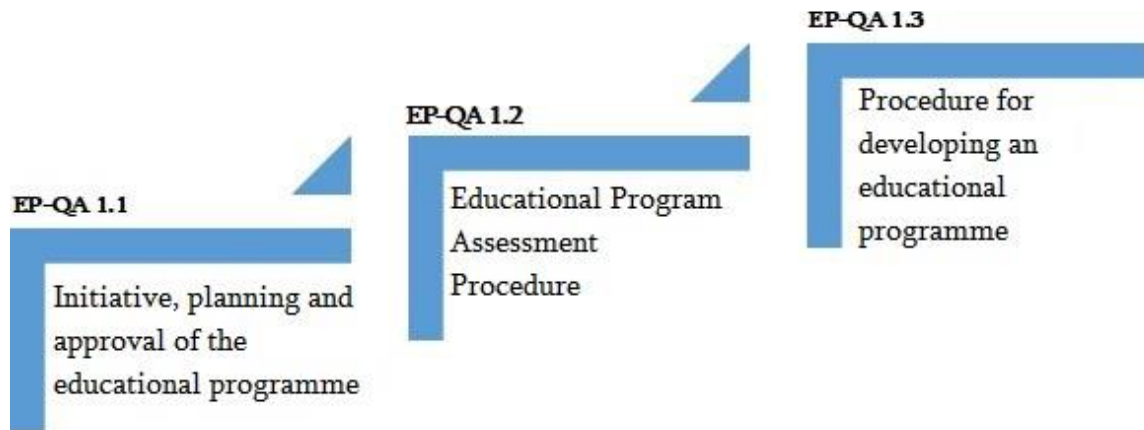 EP-QA 1.1
Initiative, planning and
approval of the
educational programme
EP-QA 1.2
Educational Program
Assessment
Procedure
EP-QA 1.3
Procedure for
developing an
educational
programme